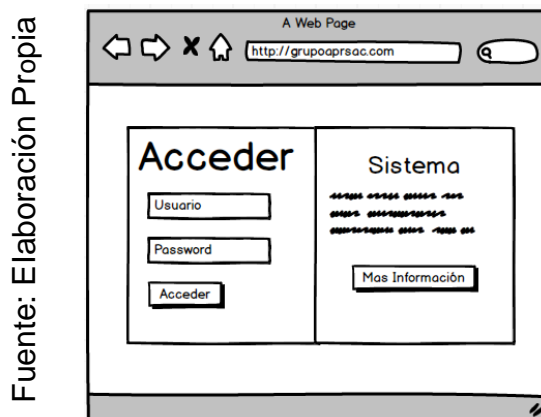 Fuente: Elaboración Propia
A Web Page
http://grupoaprsac.com
Acceder
Usuario
Password
Acceder
Sistema
Mas Información